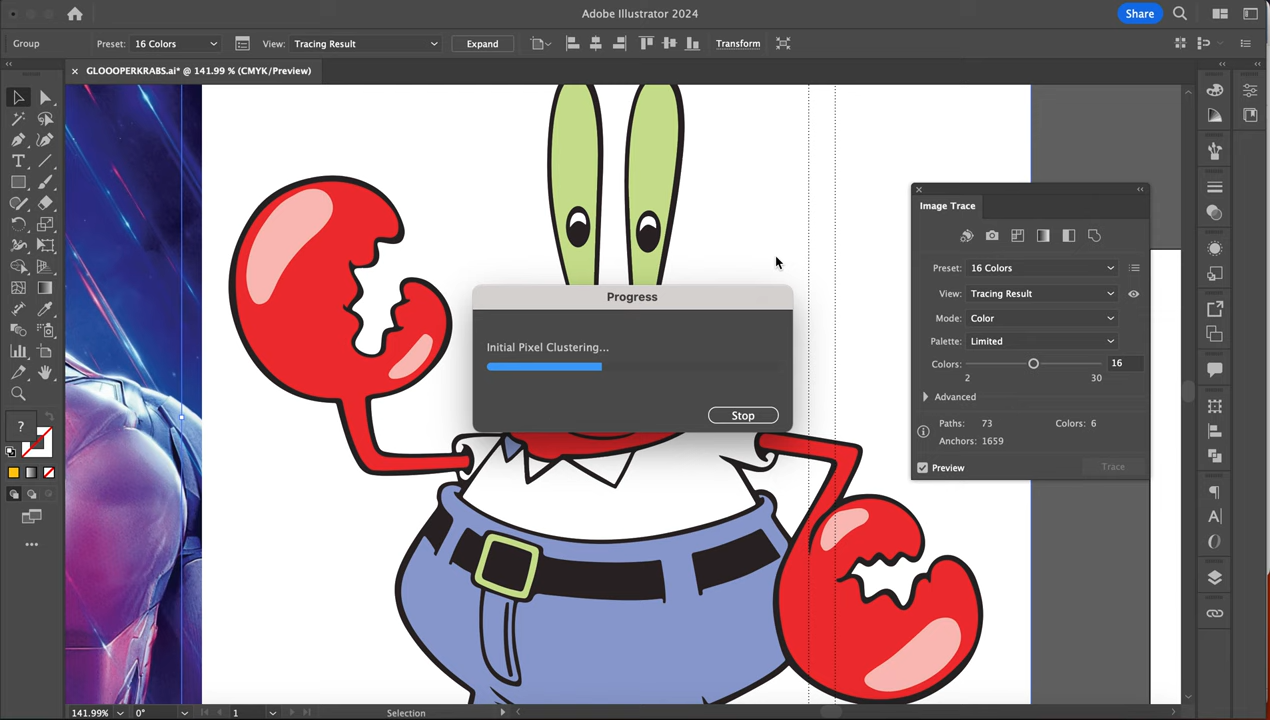 Adobe Illustrator 2024
Share
Group
Preset: 16 Colors
View: Tracing Result
Expand
Transform
× GLOOOPERKRABS.ai* @ 141.99 % (CMYK/Preview)
Image Trace
Preset: 16 Colors
View: Tracing Result
Mode: Color
Palette: Limited
Colors: 16
2 30
Advanced
Paths: 73 Colors: 6
Anchors: 1659
Preview
Trace
Progress
Initial Pixel Clustering...
Stop
?
141.99% 0° 1 Selection